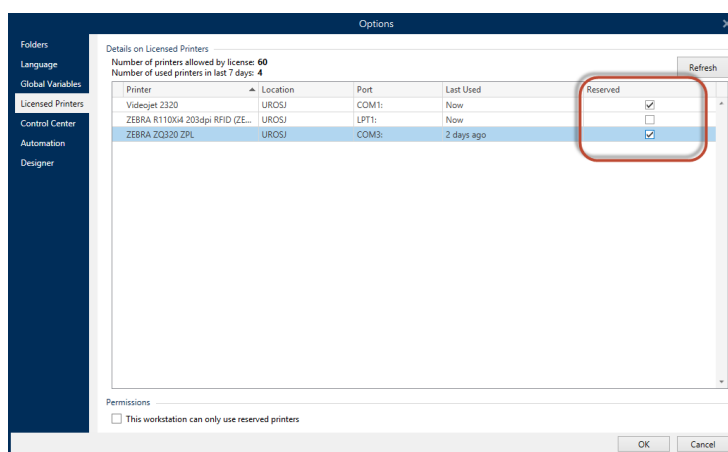 Options
Folders
Language
Global Variables
Licensed Printers
Control Center
Automation
Designer
Details on Licensed Printers
Number of printers allowed by license: 60
Number of used printers in last 7 days: 4
Refresh
Printer Location Port Last Used Reserved
Videojet 2320 UROSJ COM1: Now
ZEBRA R110Xi4 203dpi RFID (ZE... UROSJ LPT1: Now
ZEBRA ZQ320 ZPL UROSJ COM3: 2 days ago
Permissions
This workstation can only use reserved printers
OK Cancel